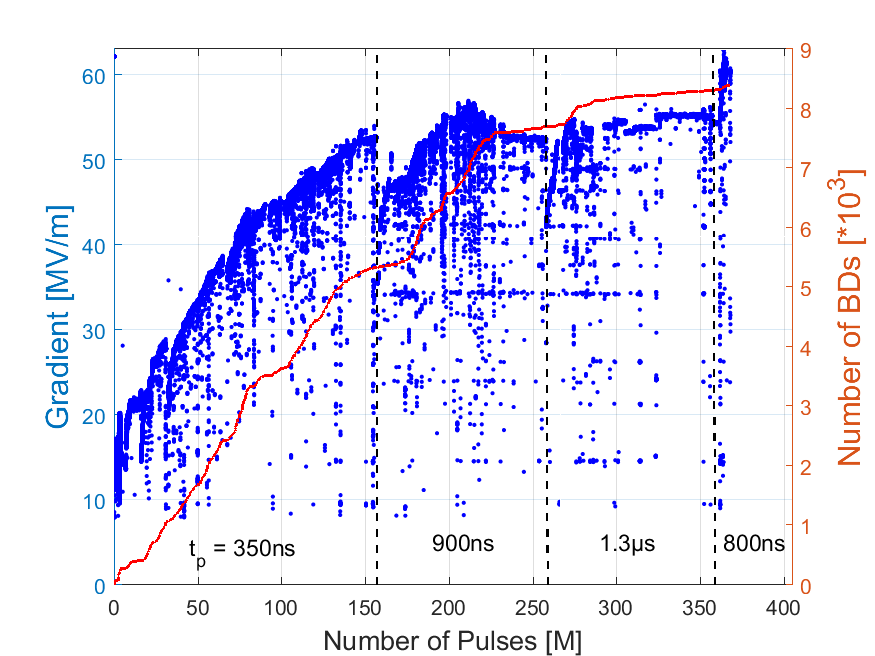 60
50
40
30
20
10
0
Gradient [MV/m]
9
8
7
6
5
4
3
2
1
0
Number of BDs [*10³]
t_p = 350ns
900ns
1.3µs
800ns
0 50 100 150 200 250 300 350 400
Number of Pulses [M]